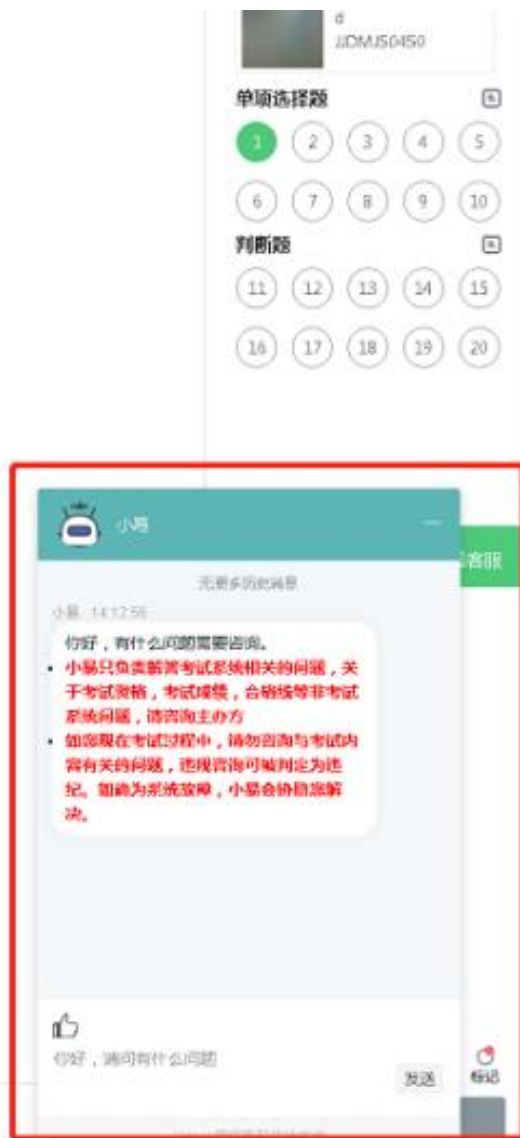 d
JJDMJS0450
单项选择题
1 2 3 4 5
6 7 8 9 10
判断题
11 12 13 14 15
16 17 18 19 20
小易
客服
无更多历史消息
小易 14:12:56
你好，有什么问题需要咨询。
小易只负责解答考试系统相关的问题，关
于考试资格，考试成绩，合格线等非考试
系统问题，请咨询主办方
如您现在考试过程中，请勿咨询与考试内
容有关的问题，违规咨询可被判定为违
纪。如确为系统故障，小易会协助您解
决。
你好，请问有什么问题
发送
标记